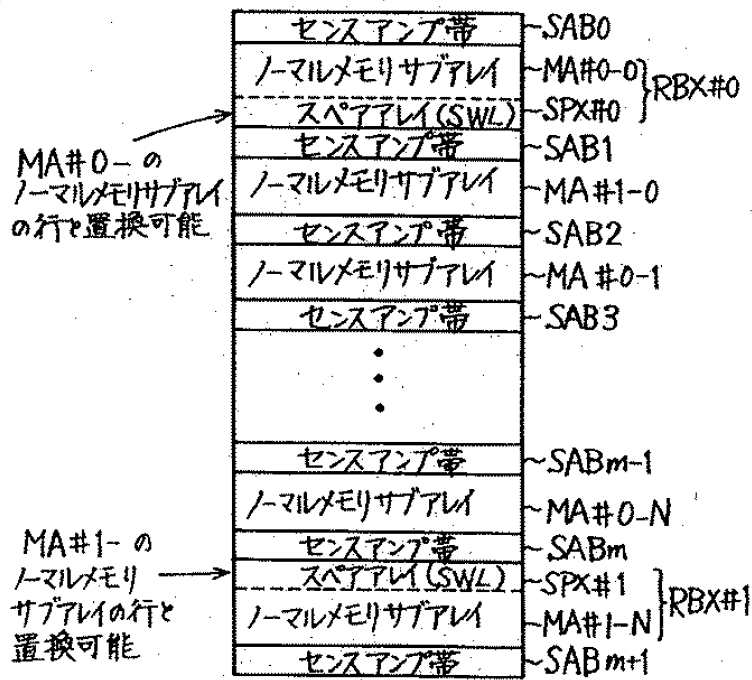 センスアンプ帯 SAB0
ノーマルメモリサブアレイ MA#0-0
RBX#0
スペアアレイ(SWL) SPX#0
センスアンプ帯 SAB1
MA#0-の
ノーマルメモリサブアレイ
の行と置換可能
ノーマルメモリサブアレイ MA#1-0
センスアンプ帯 SAB2
ノーマルメモリサブアレイ MA#0-1
センスアンプ帯 SAB3
センスアンプ帯 SABm-1
ノーマルメモリサブアレイ MA#0-N
センスアンプ帯 SABm
MA#1-の
ノーマルメモリ
サブアレイの行と
置換可能
スペアアレイ(SWL) SPX#1
RBX#1
ノーマルメモリサブアレイ MA#1-N
センスアンプ帯 SABm+1